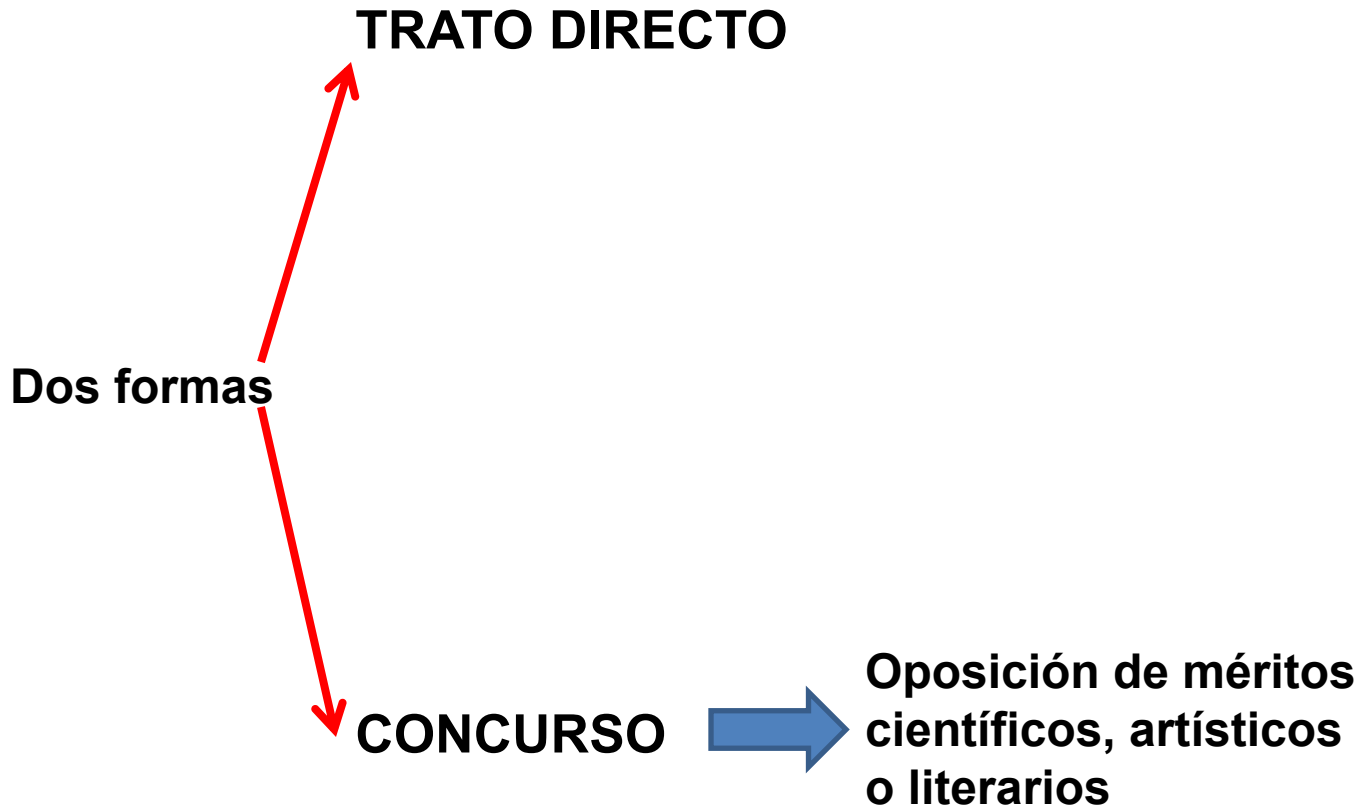 TRATO DIRECTO
Dos formas
CONCURSO
Oposición de méritos
científicos, artísticos
o literarios